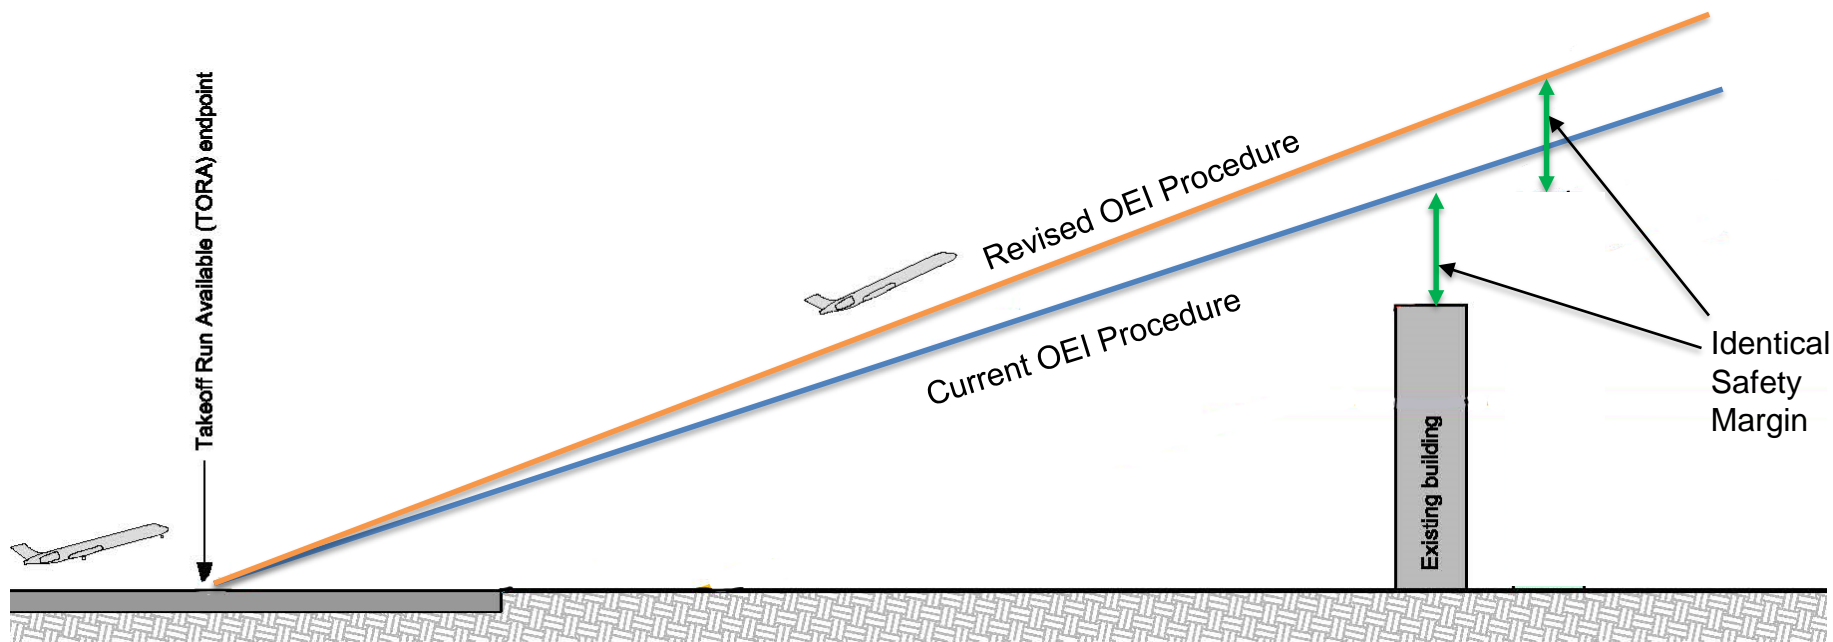 Takeoff Run Available (TORA) endpoint
Revised OEI Procedure
Current OEI Procedure
Existing building
Identical
Safety
Margin